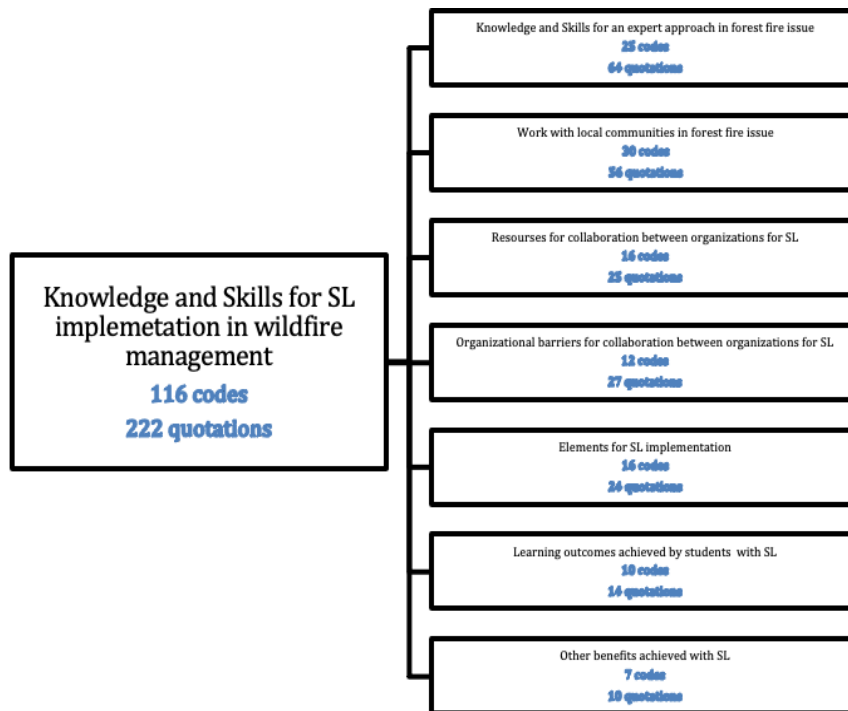 Knowledge and Skills for SL
implemetation in wildfire
management
116 codes
222 quotations
Knowledge and Skills for an expert approach in forest fire issue
25 codes
64 quotations
Work with local communities in forest fire issue
30 codes
56 quotations
Resourses for collaboration between organizations for SL
16 codes
25 quotations
Organizational barriers for collaboration between organizations for SL
12 codes
27 quotations
Elements for SL implementation
16 codes
24 quotations
Learning outcomes achieved by students with SL
10 codes
14 quotations
Other benefits achieved with SL
7 codes
10 quotations